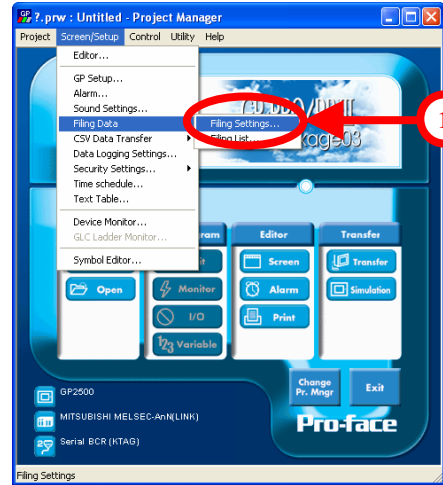 ?.prw : Untitled - Project Manager
Project Screen/Setup Control Utility Help
Editor...
GP Setup...
Alarm...
Sound Settings...
Filing Data
CSV Data Transfer
Data Logging Settings...
Security Settings...
Time schedule...
Text Table...
Device Monitor...
GLC Ladder Monitor...
Symbol Editor...
Filing Settings...
Filing List...
1
Editor Transfer
Screen Transfer
Open Monitor Alarm Simulation
I/O Print
123 Variable
Change
Pr. Mngr
Exit
GP2500
MITSUBISHI MELSEC-AnN(LINK)
Serial BCR (KTAG)
Pro-face
Filing Settings